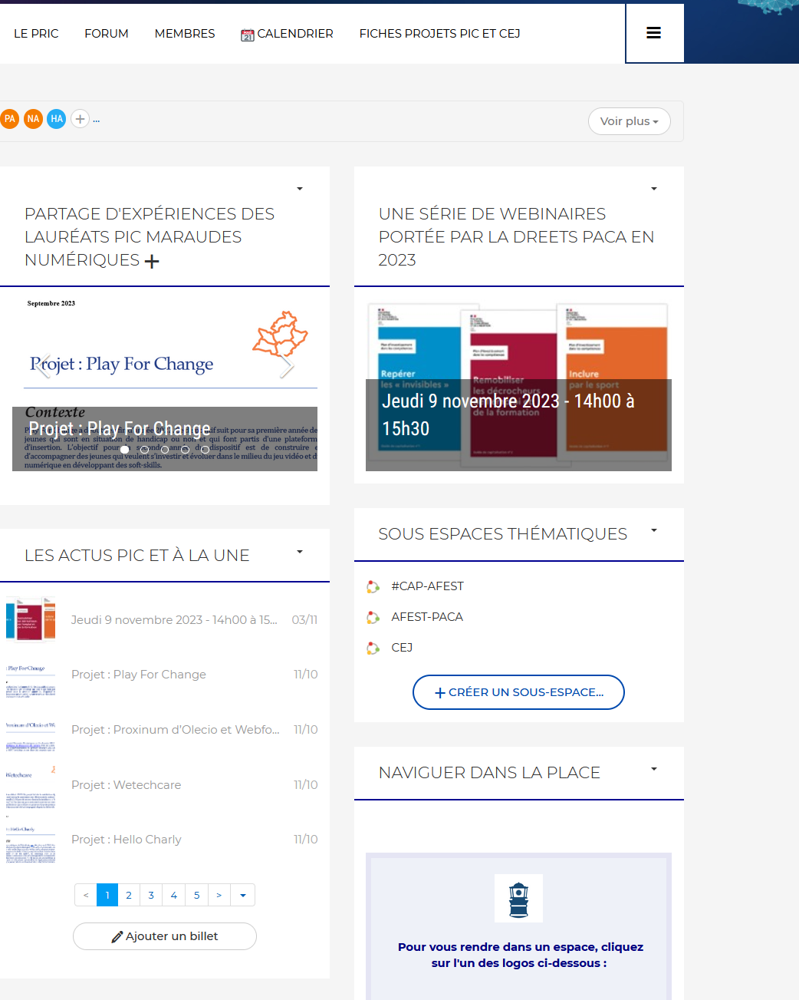 LE PRIC FORUM MEMBRES CALENDRIER FICHES PROJETS PIC ET CEJ
PA NA HA ... Voir plus
PARTAGE D'EXPÉRIENCES DES
LAURÉATS PIC MARAUDES
NUMÉRIQUES
Septembre 2023
Projet : Play For Change
Contexte
Projet : Play For Change
jeunes qui sont en situation de handicap ou non et qui font partis d'une plateform
d'insertion. L'objectif pour la seconde année du dispositif est de construire e
d'accompagner des jeunes qui veulent s'investir et évoluer dans le milieu du jeu vidéo et d
numérique en développant des soft-skills.
UNE SÉRIE DE WEBINAIRES
PORTÉE PAR LA DREETS PACA EN
2023
Repérer
les « invisibles »
Remobiliser
les décrocheurs
de la formation
Inclure
par le sport
Jeudi 9 novembre 2023 - 14h00 à
15h30
LES ACTUS PIC ET À LA UNE
Jeudi 9 novembre 2023 - 14h00 à 15... 03/11
Projet : Play For Change 11/10
Projet : Proxinum d'Olecio et Webfo... 11/10
Projet : Wetechcare 11/10
Projet : Hello Charly 11/10
< 1 2 3 4 5 >
Ajouter un billet
SOUS ESPACES THÉMATIQUES
#CAP-AFEST
AFEST-PACA
CEJ
CRÉER UN SOUS-ESPACE...
NAVIGUER DANS LA PLACE
Pour vous rendre dans un espace, cliquez
sur l'un des logos ci-dessous :